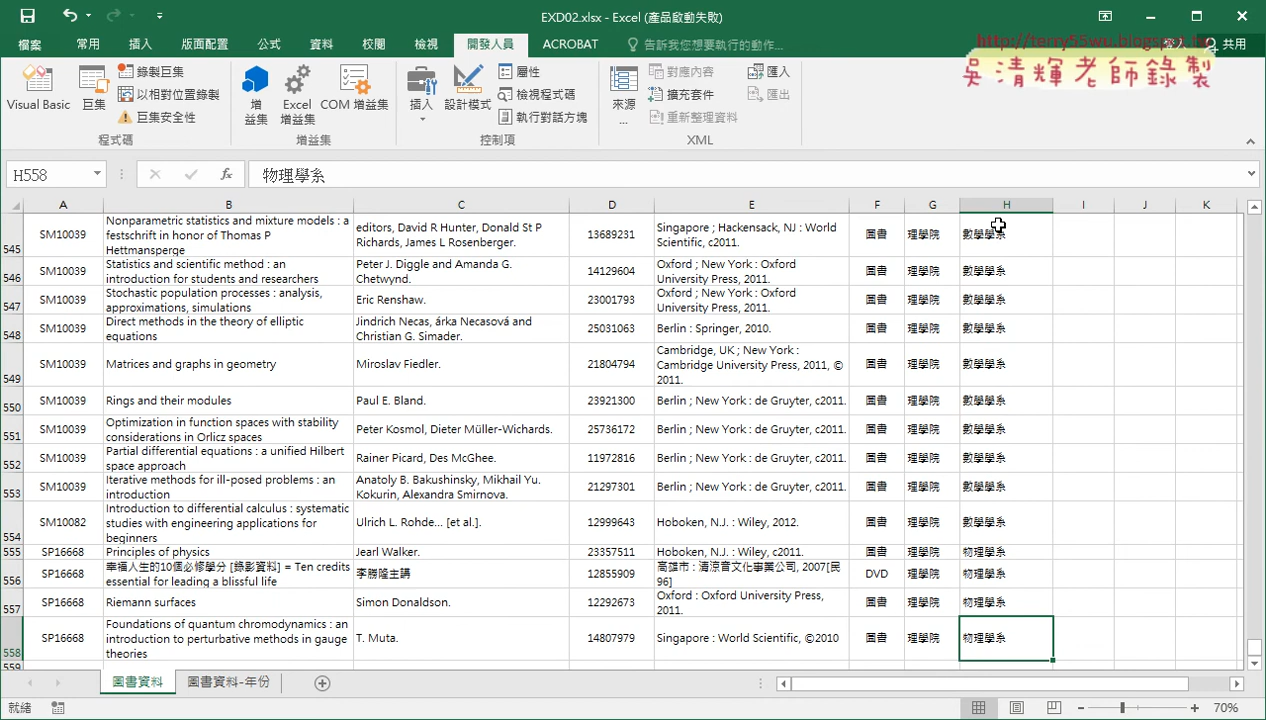 EXD02.xlsx - Excel (產品啟動失敗)
檔案 常用 插入 版面配置 公式 資料 校閱 檢視 開發人員 ACROBAT 告訴我您想要執行的動作... 共用
http://terry55wu.blogspot.tw
吳清輝老師錄製
Visual Basic 巨集 錄製巨集 以相對位置錄製 巨集安全性 程式碼
增益集 Excel 增益集 COM 增益集 增益集
插入 設計模式 屬性 檢視程式碼 執行對話方塊 控制項
來源... 對應內容 擴充套件 重新整理資料 匯入 匯出 XML
H558 fx 物理學系
A B C D E F G H I J K
545 SM10039 Nonparametric statistics and mixture models : a festschrift in honor of Thomas P Hettmansperge editors, David R Hunter, Donald St P Richards, James L Rosenberger. 13689231 Singapore ; Hackensack, NJ : World Scientific, c2011. 圖書 理學院 數學學系
546 SM10039 Statistics and scientific method : an introduction for students and researchers Peter J. Diggle and Amanda G. Chetwynd. 14129604 Oxford ; New York : Oxford University Press, 2011. 圖書 理學院 數學學系
547 SM10039 Stochastic population processes : analysis, approximations, simulations Eric Renshaw. 23001793 Oxford ; New York : Oxford University Press, 2011. 圖書 理學院 數學學系
548 SM10039 Direct methods in the theory of elliptic equations Jindrich Necas, árka Necasová and Christian G. Simader. 25031063 Berlin : Springer, 2010. 圖書 理學院 數學學系
549 SM10039 Matrices and graphs in geometry Miroslav Fiedler. 21804794 Cambridge, UK ; New York : Cambridge University Press, 2011, © 2011. 圖書 理學院 數學學系
550 SM10039 Rings and their modules Paul E. Bland. 23921300 Berlin ; New York : de Gruyter, c2011. 圖書 理學院 數學學系
551 SM10039 Optimization in function spaces with stability considerations in Orlicz spaces Peter Kosmol, Dieter Müller-Wichards. 25736172 Berlin ; New York : de Gruyter, c2011. 圖書 理學院 數學學系
552 SM10039 Partial differential equations : a unified Hilbert space approach Rainer Picard, Des McGhee. 11972816 Berlin ; New York : de Gruyter, c2011. 圖書 理學院 數學學系
553 SM10039 Iterative methods for ill-posed problems : an introduction Anatoly B. Bakushinsky, Mikhail Yu. Kokurin, Alexandra Smirnova. 21297301 Berlin ; New York : de Gruyter, c2011. 圖書 理學院 數學學系
554 SM10082 Introduction to differential calculus : systematic studies with engineering applications for beginners Ulrich L. Rohde... [et al.]. 12999643 Hoboken, N.J. : Wiley, 2012. 圖書 理學院 數學學系
555 SP16668 Principles of physics Jearl Walker. 23357511 Hoboken, N.J. : Wiley, c2011. 圖書 理學院 物理學系
556 SP16668 幸福人生的10個必修學分 [錄影資料] = Ten credits essential for leading a blissful life 李勝隆主講 12855909 高雄市 : 清涼音文化事業公司, 2007[民96] DVD 理學院 物理學系
557 SP16668 Riemann surfaces Simon Donaldson. 12292673 Oxford : Oxford University Press, 2011. 圖書 理學院 物理學系
558 SP16668 Foundations of quantum chromodynamics : an introduction to perturbative methods in gauge theories T. Muta. 14807979 Singapore : World Scientific, ©2010 圖書 理學院 物理學系
559
圖書資料 圖書資料-年份
就緒 70%